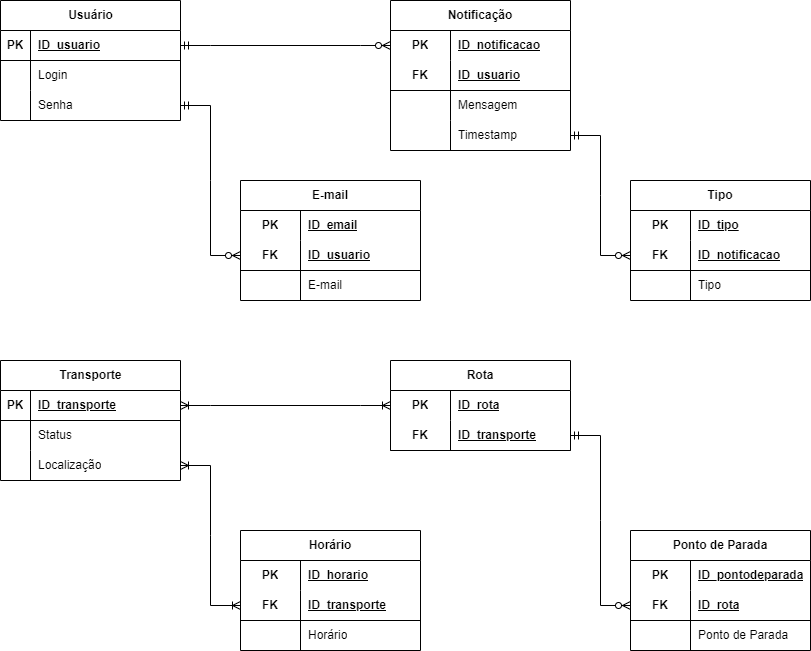 Usuário
PK ID_usuario
Login
Senha
Notificação
PK ID_notificacao
FK ID_usuario
Mensagem
Timestamp
E-mail
PK ID_email
FK ID_usuario
E-mail
Tipo
PK ID_tipo
FK ID_notificacao
Tipo
Transporte
PK ID_transporte
Status
Localização
Rota
PK ID_rota
FK ID_transporte
Horário
PK ID_horario
FK ID_transporte
Horário
Ponto de Parada
PK ID_pontodeparada
FK ID_rota
Ponto de Parada